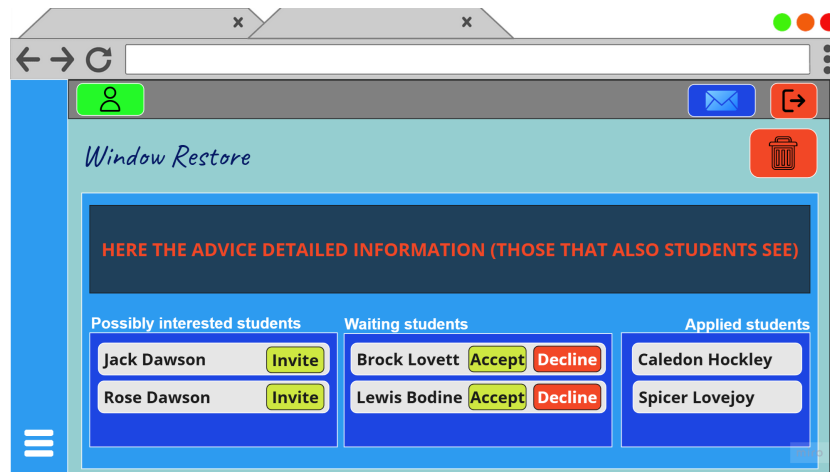 Window Restore
HERE THE ADVICE DETAILED INFORMATION (THOSE THAT ALSO STUDENTS SEE)
Possibly interested students
Jack Dawson Invite
Rose Dawson Invite
Waiting students
Brock Lovett Accept Decline
Lewis Bodine Accept Decline
Applied students
Caledon Hockley
Spicer Lovejoy